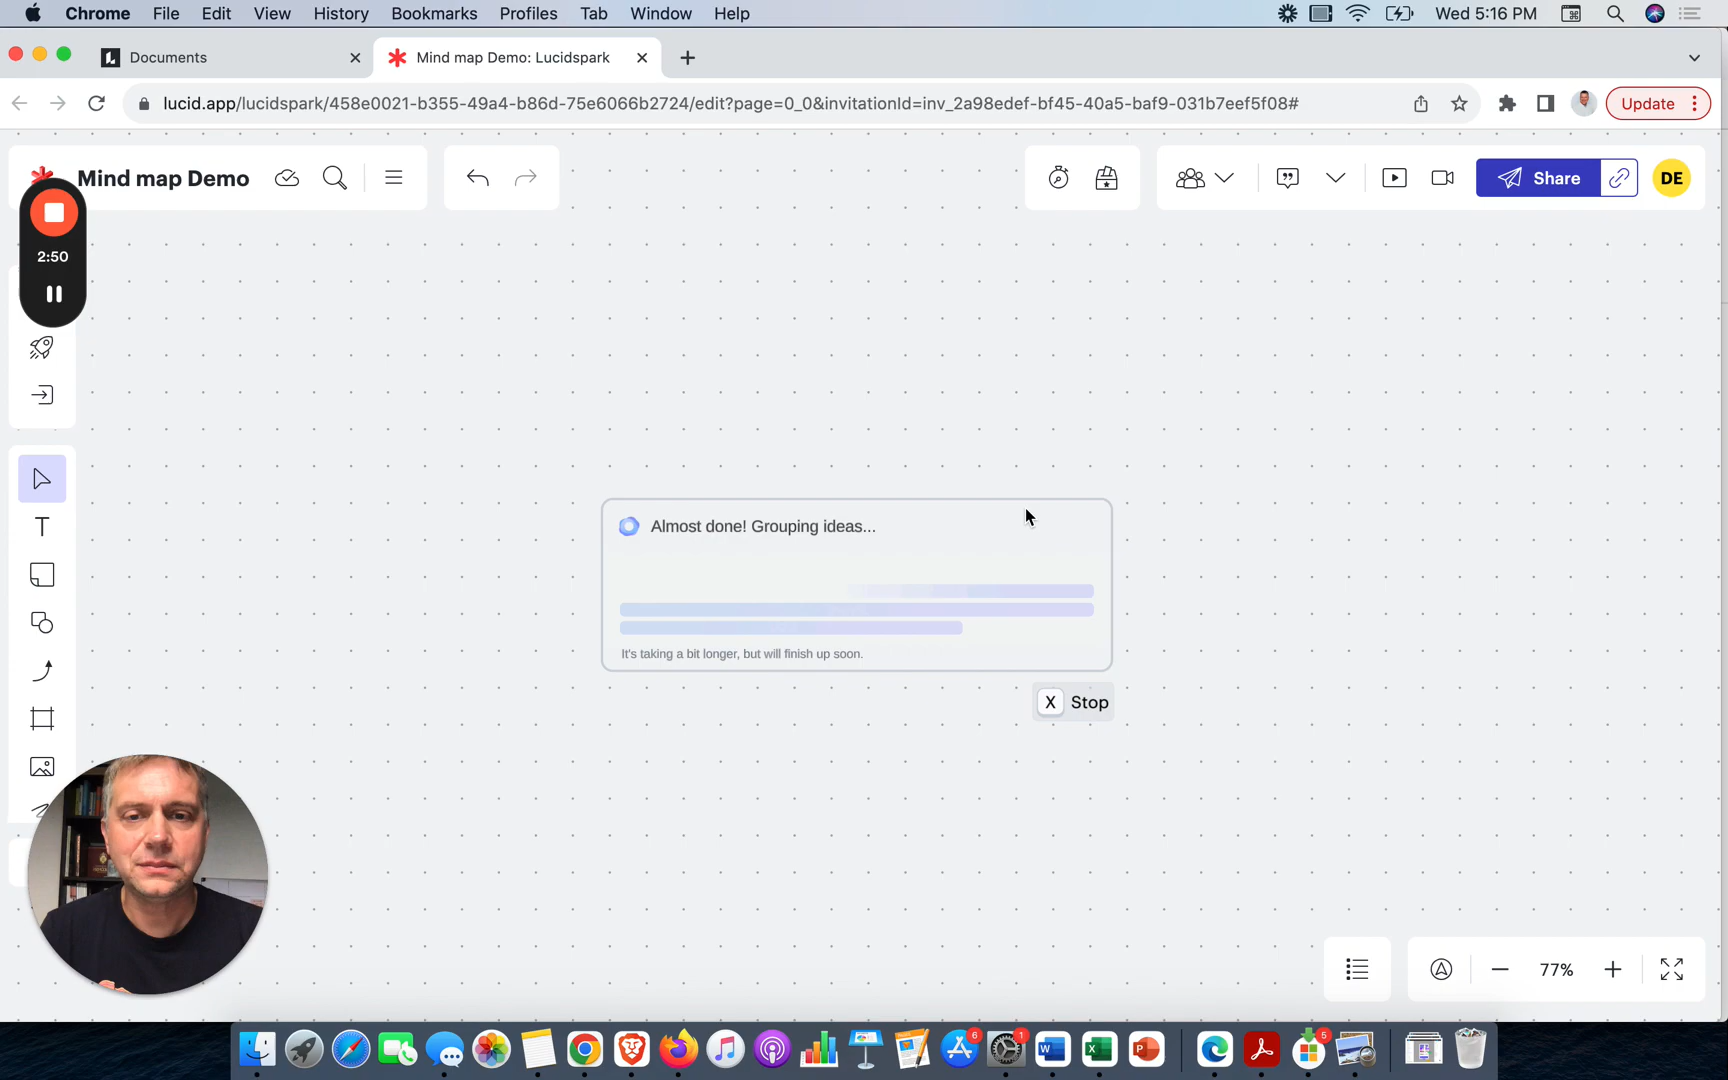 Chrome File Edit View History Bookmarks Profiles Tab Window Help
Wed 5:16 PM
Documents
Mind map Demo: Lucidspark
lucid.app/lucidspark/458e0021-b355-49a4-b86d-75e6066b2724/edit?page=0_0&invitationId=inv_2a98edef-bf45-40a5-baf9-031b7eef5f08#
Update
Mind map Demo
Share
DE
2:50
T
Almost done! Grouping ideas...
It's taking a bit longer, but will finish up soon.
X Stop
77%
6
1
5